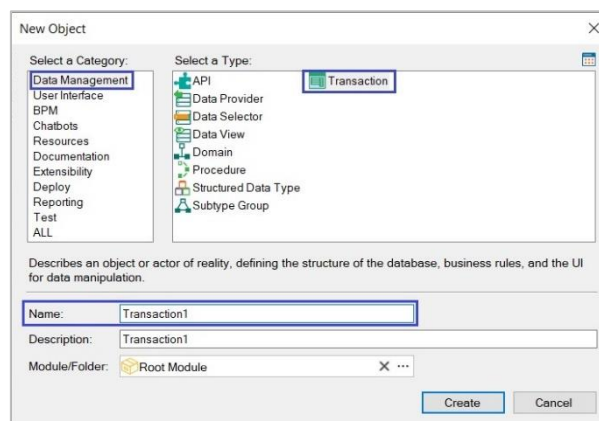 New Object
Select a Category:
Data Management
User Interface
BPM
Chatbots
Resources
Documentation
Extensibility
Deploy
Reporting
Test
ALL
Select a Type:
API
Data Provider
Data Selector
Data View
Domain
Procedure
Structured Data Type
Subtype Group
Transaction
Describes an object or actor of reality, defining the structure of the database, business rules, and the UI
for data manipulation.
Name: Transaction1
Description: Transaction1
Module/Folder: Root Module
Create Cancel